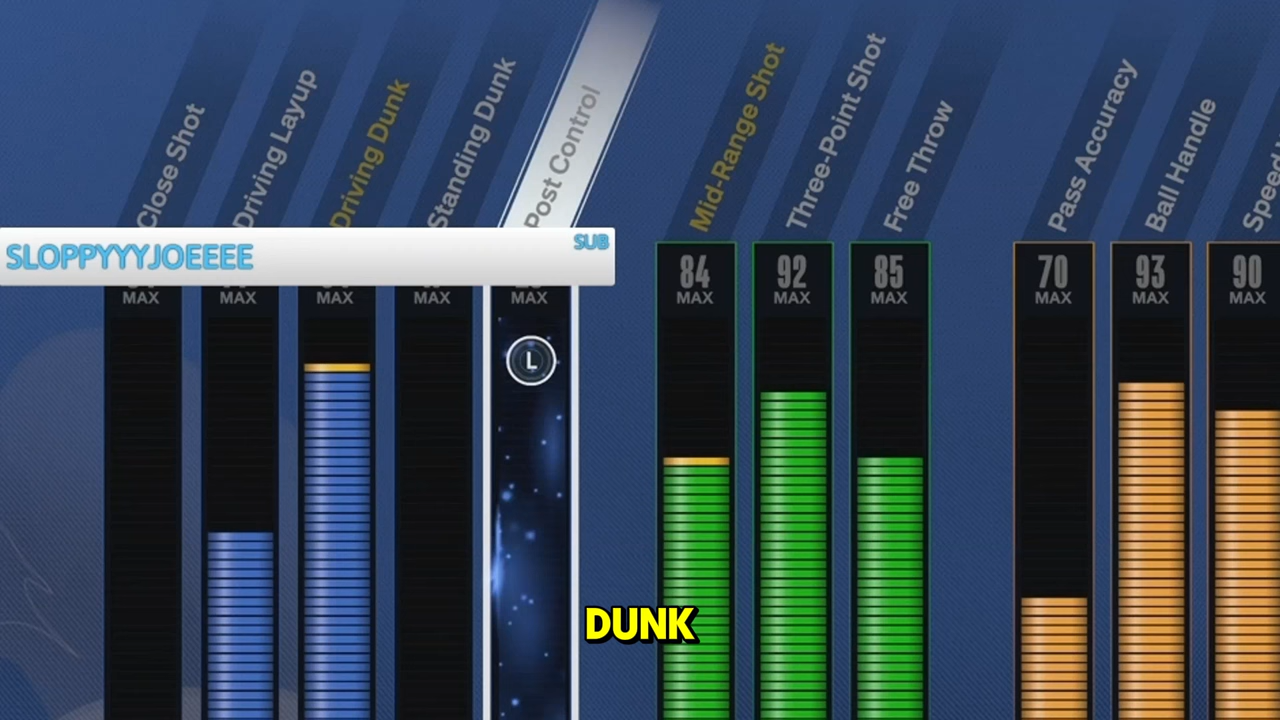 Close Shot
Driving Layup
Driving Dunk
Standing Dunk
Post Control
Mid-Range Shot
Three-Point Shot
Free Throw
Pass Accuracy
Ball Handle
SLOPPYYYJOEEEE
SUB
84
92
85
70
93
90
MAX
MAX
MAX
MAX
MAX
MAX
MAX
MAX
MAX
MAX
MAX
L
DUNK